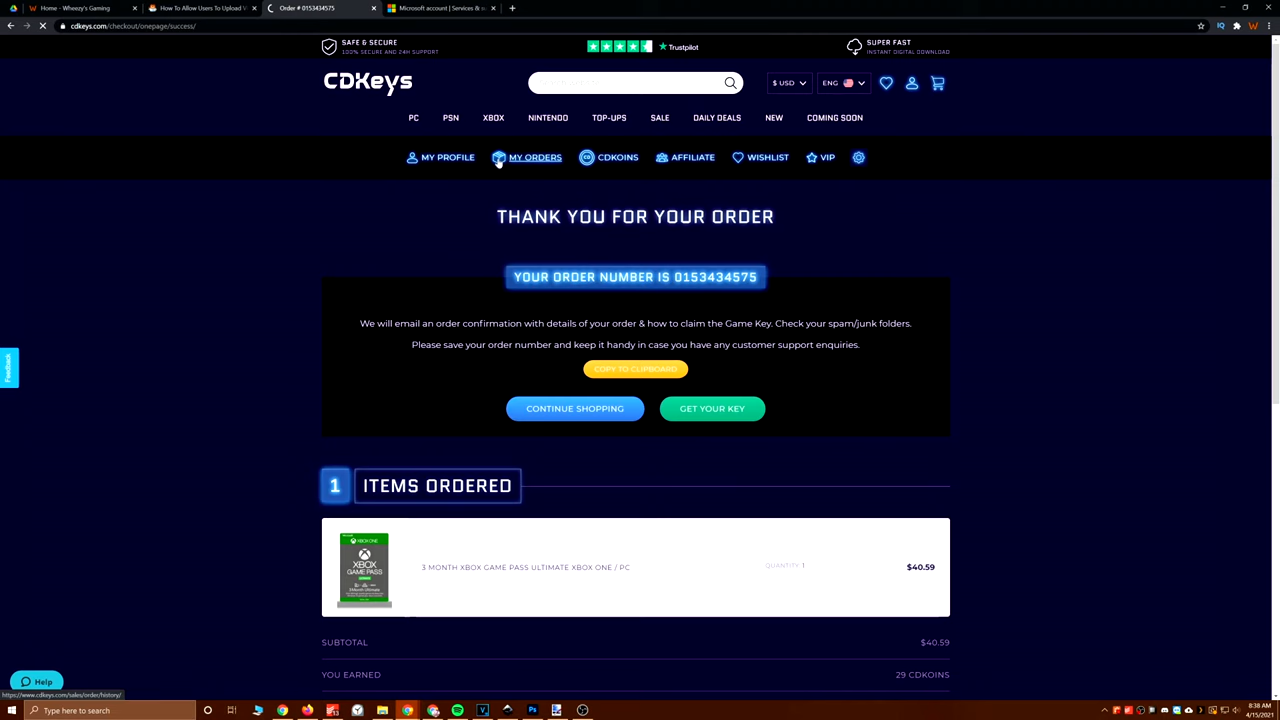 Home - Wheezy's Gaming
How To Allow Users To Upload V
Order # 0153434575
Microsoft account | Services &
cdkeys.com/checkout/onepage/success/
SAFE & SECURE
100% SECURE AND 24H SUPPORT
Trustpilot
SUPER FAST
INSTANT DIGITAL DOWNLOAD
CDKeys
$ USD
ENG
PC
PSN
XBOX
NINTENDO
TOP-UPS
SALE
DAILY DEALS
NEW
COMING SOON
MY PROFILE
MY ORDERS
CD
CDKOINS
AFFILIATE
WISHLIST
VIP
THANK YOU FOR YOUR ORDER
YOUR ORDER NUMBER IS 0153434575
We will email an order confirmation with details of your order & how to claim the Game Key. Check your spam/junk folders.
Please save your order number and keep it handy in case you have any customer support enquiries.
COPY TO CLIPBOARD
CONTINUE SHOPPING
GET YOUR KEY
Feedback
1
ITEMS ORDERED
XBOX ONE
XBOX
GAME PASS
3 MONTH XBOX GAME PASS ULTIMATE XBOX ONE / PC
QUANTITY: 1
$40.59
SUBTOTAL
$40.59
YOU EARNED
29 CDKOINS
Help
https://www.cdkeys.com/sales/order/history/
Type here to search
8:38 AM
4/15/2021